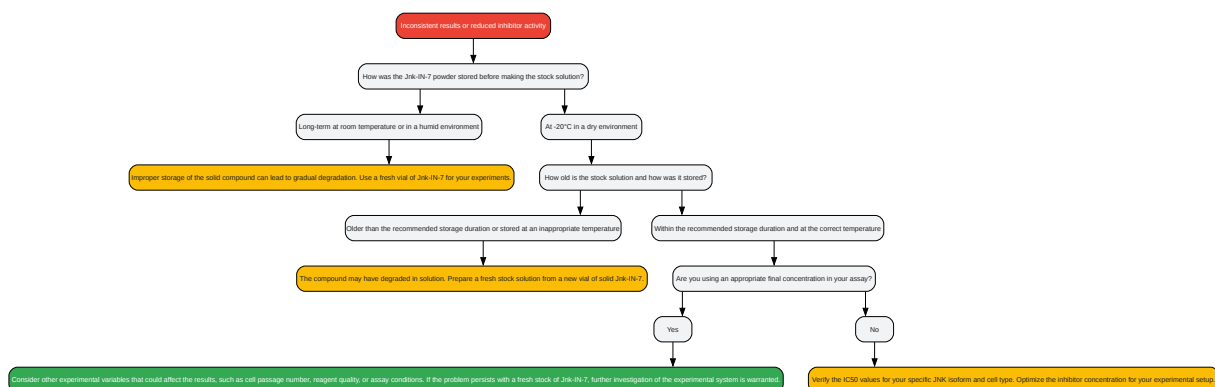 Inconsistent results or reduced inhibitor activity
How was the Jnk-IN-7 powder stored before making the stock solution?
Long-term at room temperature or in a humid environment
At -20°C in a dry environment
Improper storage of the solid compound can lead to gradual degradation. Use a fresh vial of Jnk-IN-7 for your experiments.
How old is the stock solution and how was it stored?
Older than the recommended storage duration or stored at an inappropriate temperature
Within the recommended storage duration and at the correct temperature
The compound may have degraded in solution. Prepare a fresh stock solution from a new vial of solid Jnk-IN-7.
Are you using an appropriate final concentration in your assay?
Yes
No
Consider other experimental variables that could affect the results, such as cell passage number, reagent quality, or assay conditions. If the problem persists with a fresh stock of Jnk-IN-7, further investigation of the experimental system is warranted.
Verify the IC50 values for your specific JNK isoform and cell type. Optimize the inhibitor concentration for your experimental setup.